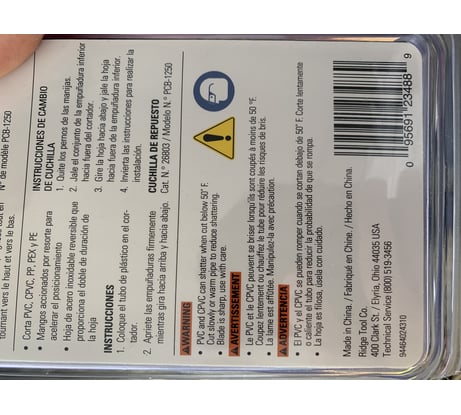 N° de modèle PCB-1250
tournant vers le haut et vers le bas.
• Corta PVC, CPVC, PP, PEX, y PE
• Mangos accionados por resorte para
acelerar el posicionamiento
• Hoja de acero inoxidable reversible que
proporciona el doble de duración de
la hoja
INSTRUCCIONES
1. Coloque el tubo de plástico en el cor-
tador.
2. Apriete las empuñaduras firmemente
mientras gira hacia arriba y hacia abajo.
INSTRUCCIONES DE CAMBIO
DE CUCHILLA
1. Quite los pernos de las manijas.
2. Jale el conjunto de la empuñadura inferior
hacia fuera del cortador.
3. Gire la hoja hacia abajo y jale la hoja
hacia fuera de la empuñadura inferior.
4. Invierta las instrucciones para realizar la
instalación.
CUCHILLA DE REPUESTO
Cat. N.° 28803 / Modelo N.° PCB-1250
WARNING
• PVC and CPVC can shatter when cut below 50° F.
Cut slowly or warm pipe to reduce shattering.
• Blade is sharp, use with care.
AVERTISSEMENT
• Le PVC et le CPVC peuvent se briser lorsqu'ils sont coupés à moins de 50 °F.
Coupez lentement ou chauffez le tube pour réduire les risques de bris.
• La lame est affûtée. Manipulez-la avec précaution.
ADVERTENCIA
• El PVC y el CPVC se pueden romper cuando se cortan debajo de 50° F. Corte lentamente
o caliente el tubo para reducir la probabilidad de que se rompa.
• La hoja es filosa, úsela con cuidado.
Made in China. / Fabriqué en Chine. / Hecho en China.
Ridge Tool Co.
400 Clark St. / Elyria, Ohio 44035 USA
Technical Service (800) 519-3456
0 95691 23488 9